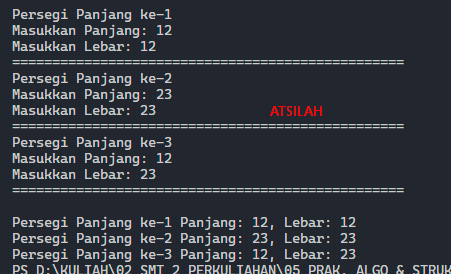 Persegi Panjang ke-1
Masukkan Panjang: 12
Masukkan Lebar: 12
=================================================
Persegi Panjang ke-2
Masukkan Panjang: 23
Masukkan Lebar: 23
ATSILAH
=================================================
Persegi Panjang ke-3
Masukkan Panjang: 12
Masukkan Lebar: 23
=================================================
Persegi Panjang ke-1 Panjang: 12, Lebar: 12
Persegi Panjang ke-2 Panjang: 23, Lebar: 23
Persegi Panjang ke-3 Panjang: 12, Lebar: 23
PS D:\KULIAH\02 SMT 2 PERKULIAHAN\05 PRAK. ALGO & STRUK